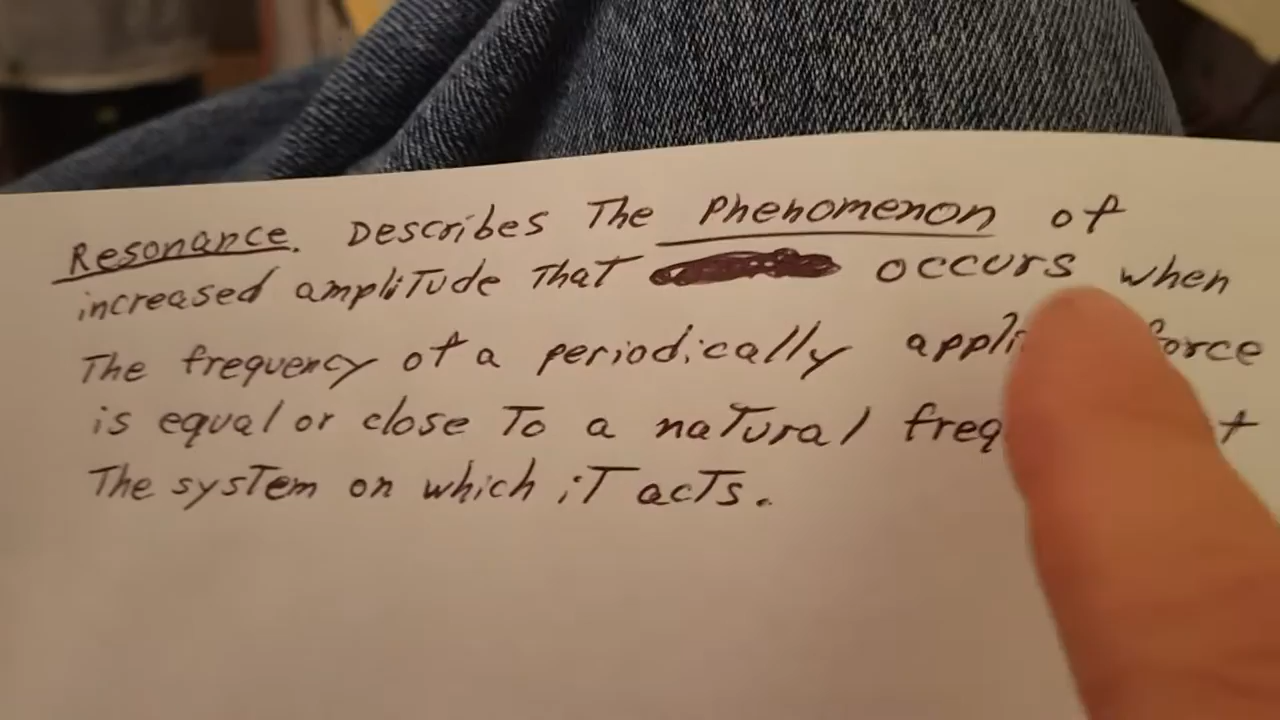 Resonance. Describes The Phenomenon of
increased amplitude that occurs when
The frequency of a periodically force
is equal or close To a natural
The system on which iT acTs.